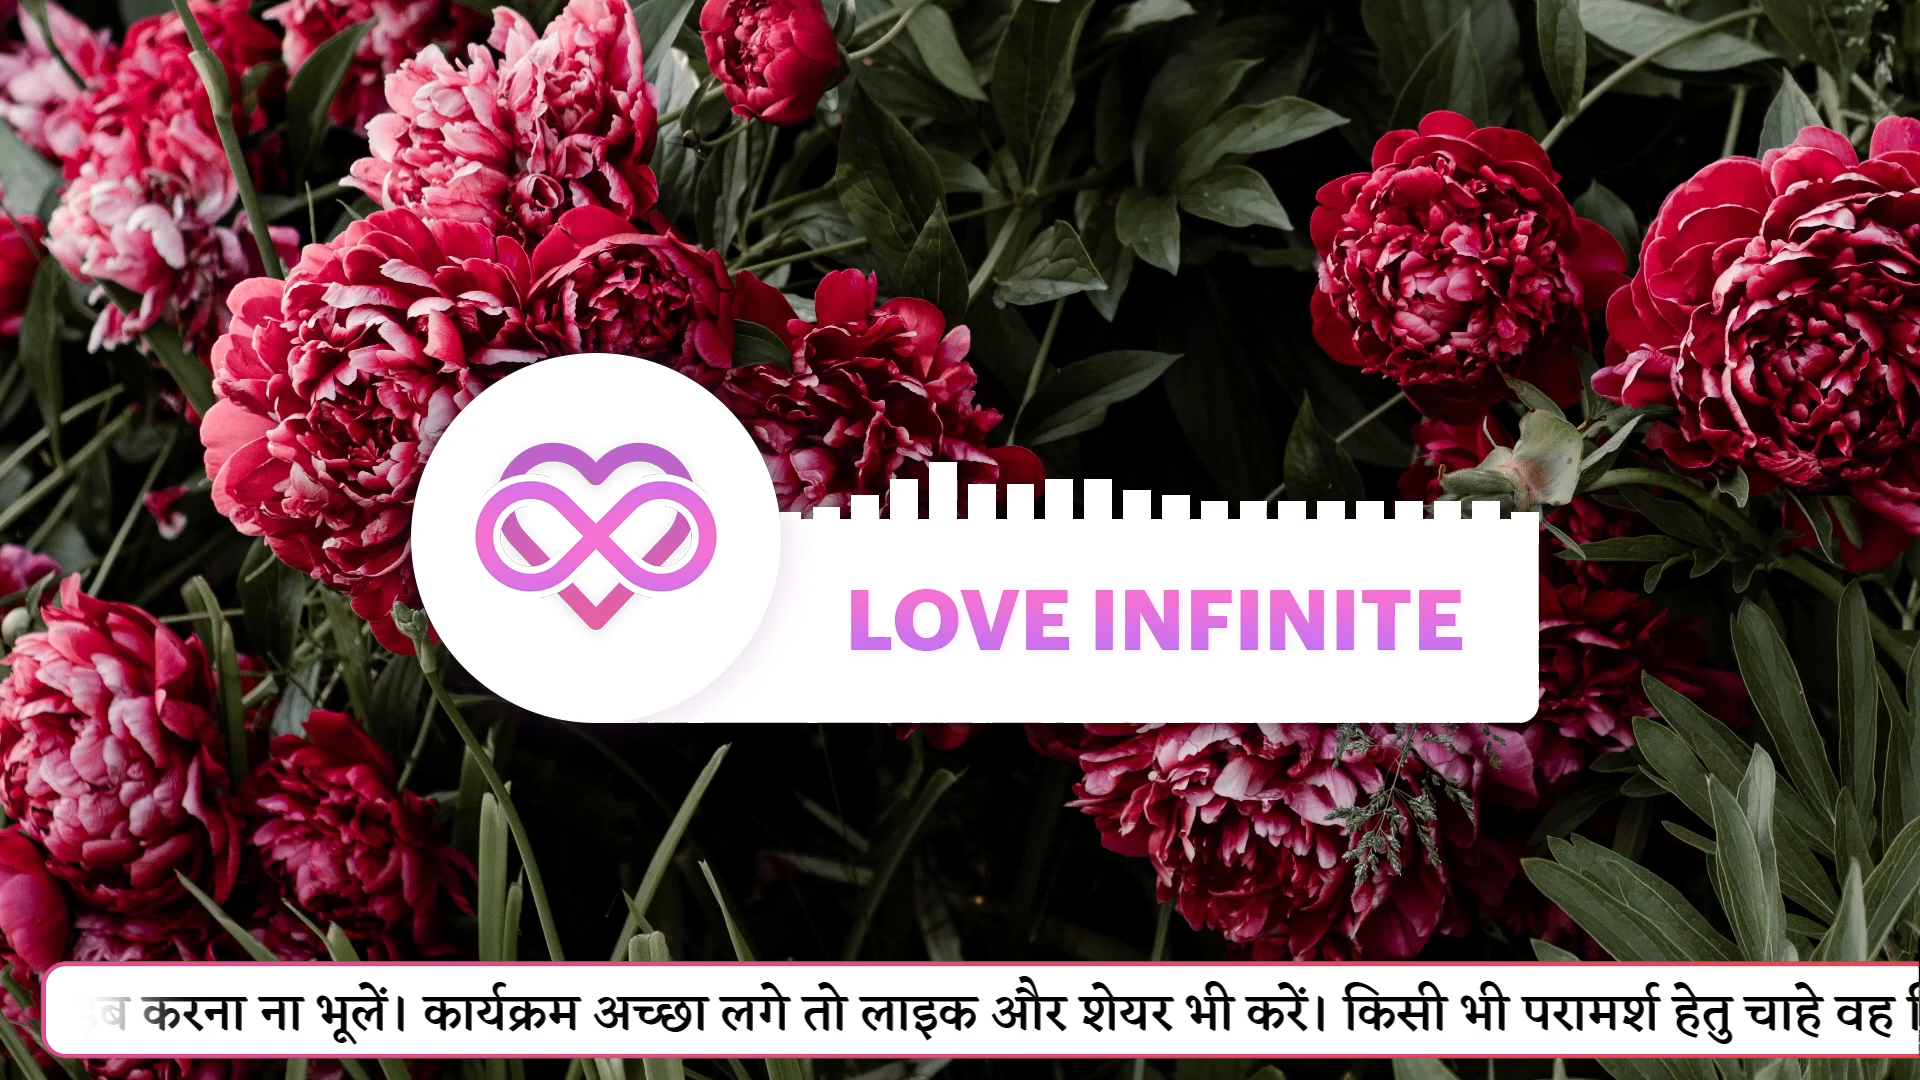 LOVE INFINITE
करना ना भूलें। कार्यक्रम अच्छा लगे तो लाइक और शेयर भी करें। किसी भी परामर्श हेतु चाहे वह